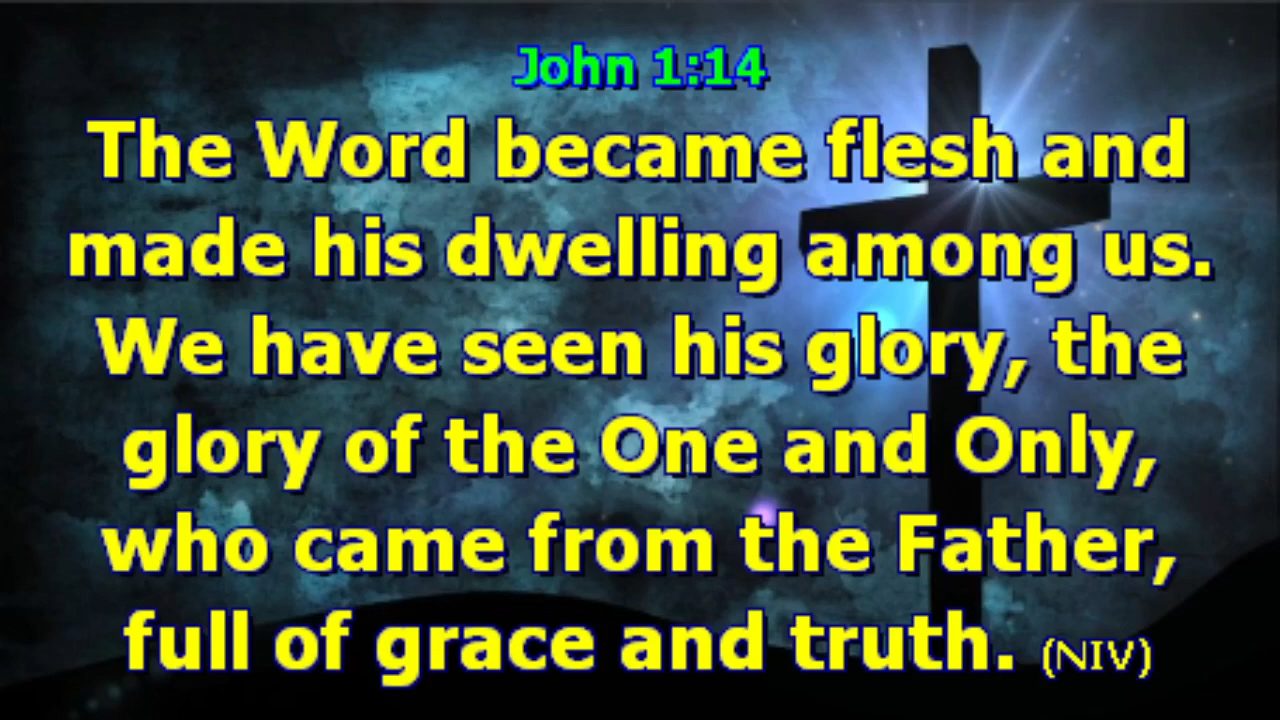 John 1:14
The Word became flesh and
made his dwelling among us.
We have seen his glory, the
glory of the One and Only,
who came from the Father,
full of grace and truth. (NIV)